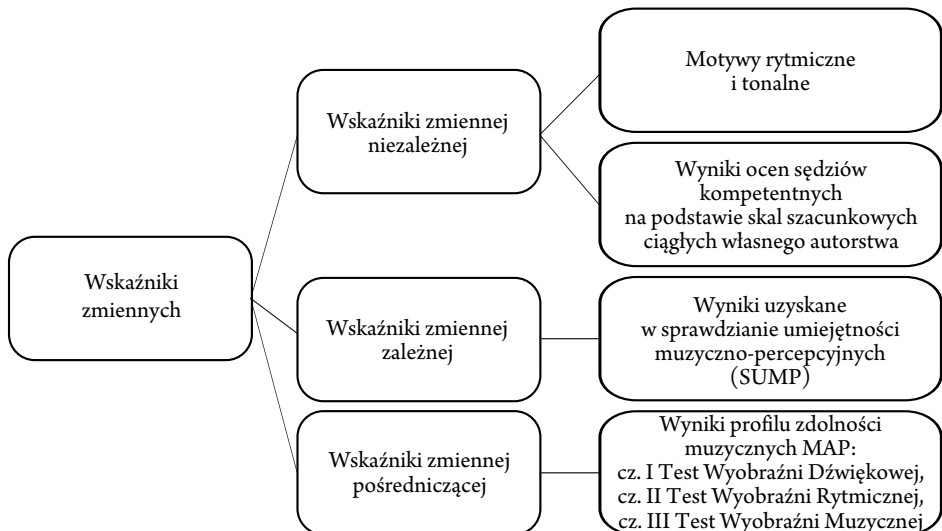 Wskaźniki
zmiennych
Wskaźniki zmiennej
niezależnej
Motywy rytmiczne
i tonalne
Wyniki ocen sędziów
kompetentnych
na podstawie skal szacunkowych
ciągłych własnego autorstwa
Wskaźniki zmiennej
zależnej
Wyniki uzyskane
w sprawdzianie umiejętności
muzyczno-percepcyjnych
(SUMP)
Wskaźniki zmiennej
pośredniczącej
Wyniki profilu zdolności
muzycznych MAP:
cz. I Test Wyobraźni Dźwiękowej,
cz. II Test Wyobraźni Rytmicznej,
cz. III Test Wyobraźni Muzycznej